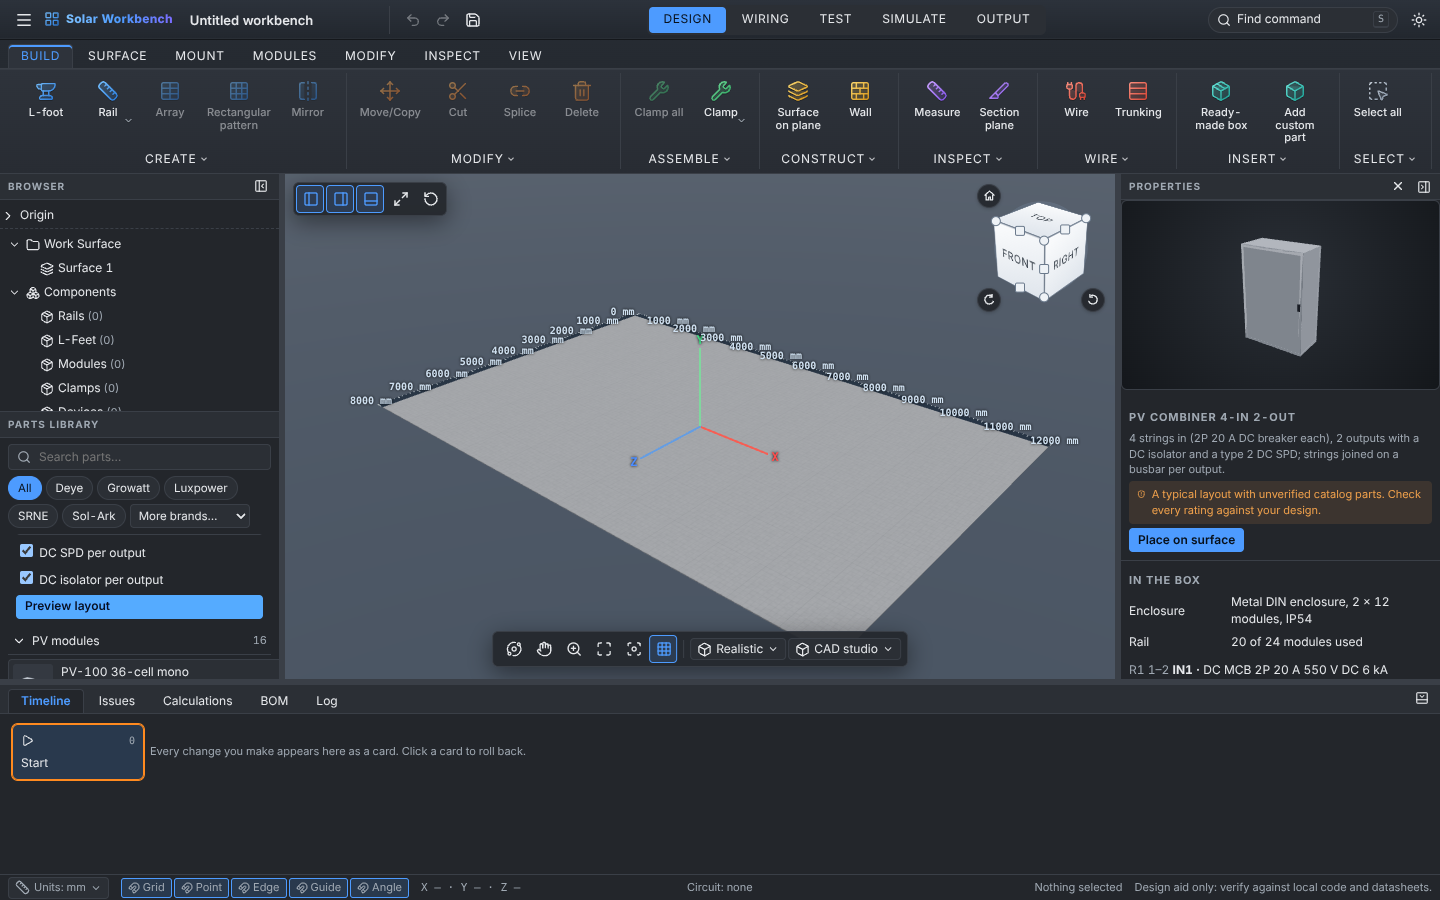 Solar Workbench
Untitled workbench
DESIGN
WIRING
TEST
SIMULATE
OUTPUT
Find command
S
BUILD
SURFACE
MOUNT
MODULES
MODIFY
INSPECT
VIEW
L-foot
Rail
Array
Rectangular
pattern
Mirror
CREATE
Move/Copy
Cut
Splice
Delete
MODIFY
Clamp all
Clamp
ASSEMBLE
Surface
on plane
Wall
CONSTRUCT
Measure
Section
plane
INSPECT
Wire
Trunking
WIRE
Ready-
made box
Add
custom
part
INSERT
Select all
SELECT
BROWSER
Origin
Work Surface
Surface 1
Components
Rails (0)
L-Feet (0)
Modules (0)
Clamps (0)
PARTS LIBRARY
Search parts...
All
Deye
Growatt
Luxpower
SRNE
Sol-Ark
More brands...
DC SPD per output
DC isolator per output
Preview layout
PV modules
16
PV-100 36-cell mono
TOP
FRONT
RIGHT
0 mm
1000 mm
2000 mm
3000 mm
4000 mm
5000 mm
6000 mm
7000 mm
8000 mm
1000 mm
2000 mm
3000 mm
4000 mm
5000 mm
6000 mm
7000 mm
8000 mm
9000 mm
10000 mm
11000 mm
12000 mm
Z
X
Realistic
CAD studio
PROPERTIES
PV COMBINER 4-IN 2-OUT
4 strings in (2P 20 A DC breaker each), 2 outputs with a
DC isolator and a type 2 DC SPD; strings joined on a
busbar per output.
A typical layout with unverified catalog parts. Check
every rating against your design.
Place on surface
IN THE BOX
Enclosure
Metal DIN enclosure, 2 × 12
modules, IP54
Rail
20 of 24 modules used
R1 1–2 IN1 · DC MCB 2P 20 A 550 V DC 6 kA
Timeline
Issues
Calculations
BOM
Log
0
Start
Every change you make appears here as a card. Click a card to roll back.
Units: mm
Grid
Point
Edge
Guide
Angle
X – · Y – · Z –
Circuit: none
Nothing selected
Design aid only: verify against local code and datasheets.